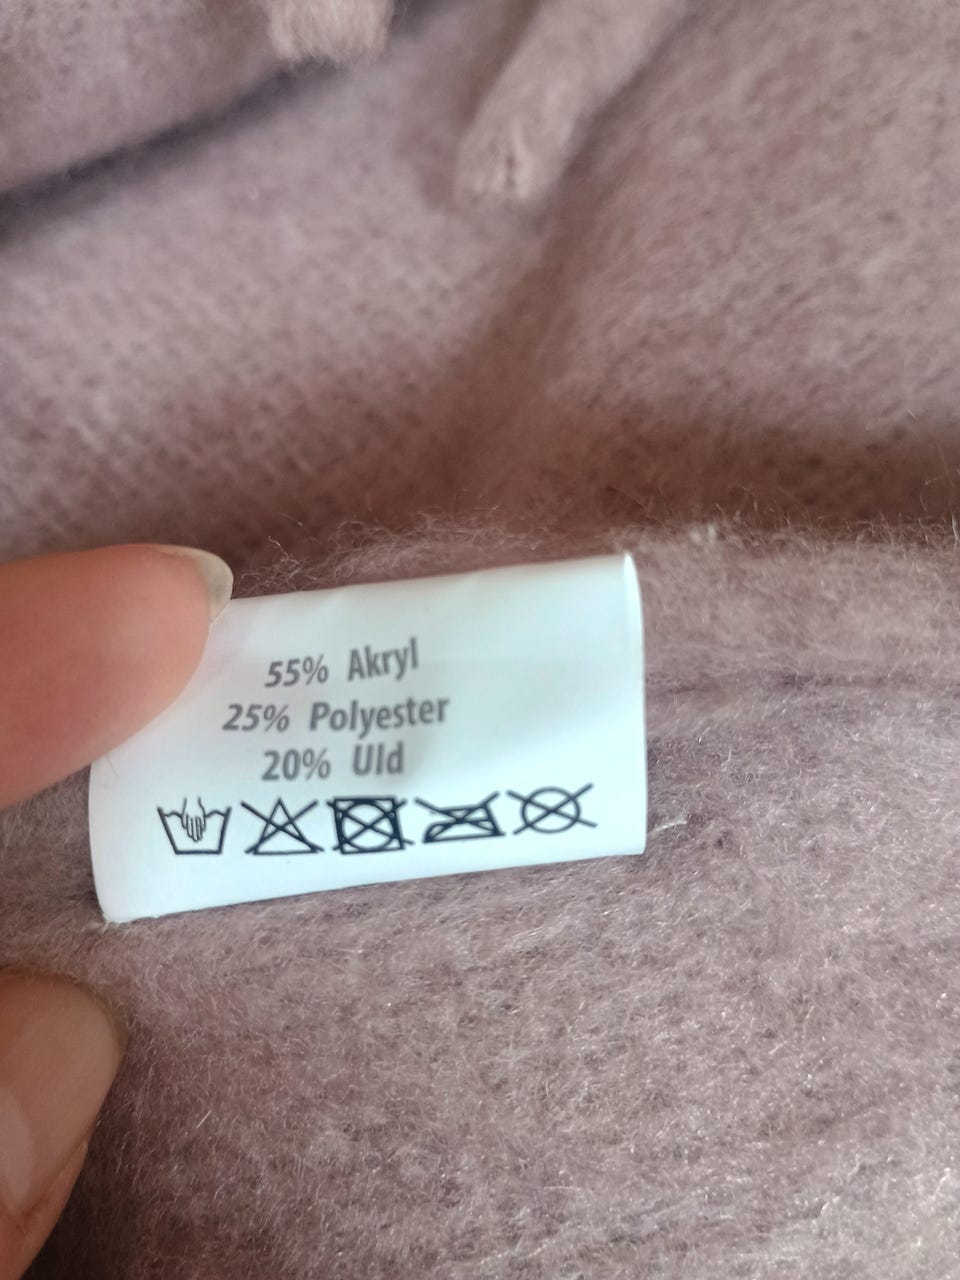 55% Akryl
25% Polyester
20% Uld